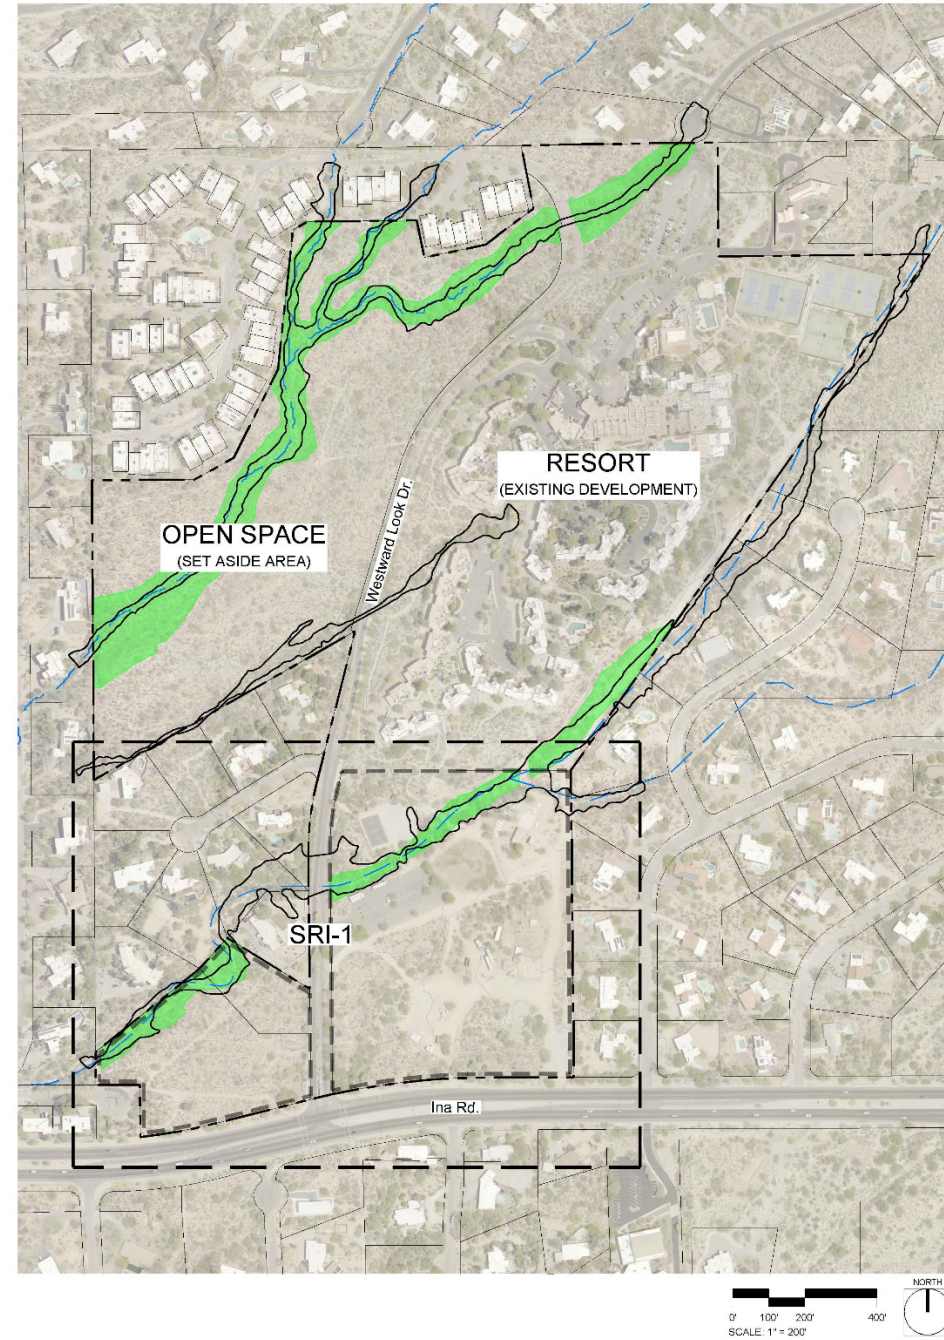 RESORT
(EXISTING DEVELOPMENT)
OPEN SPACE
(SET ASIDE AREA)
Westward Look Dr.
SRI-1
Ina Rd.
NORTH
0' 100' 200' 400'
SCALE: 1" = 200'